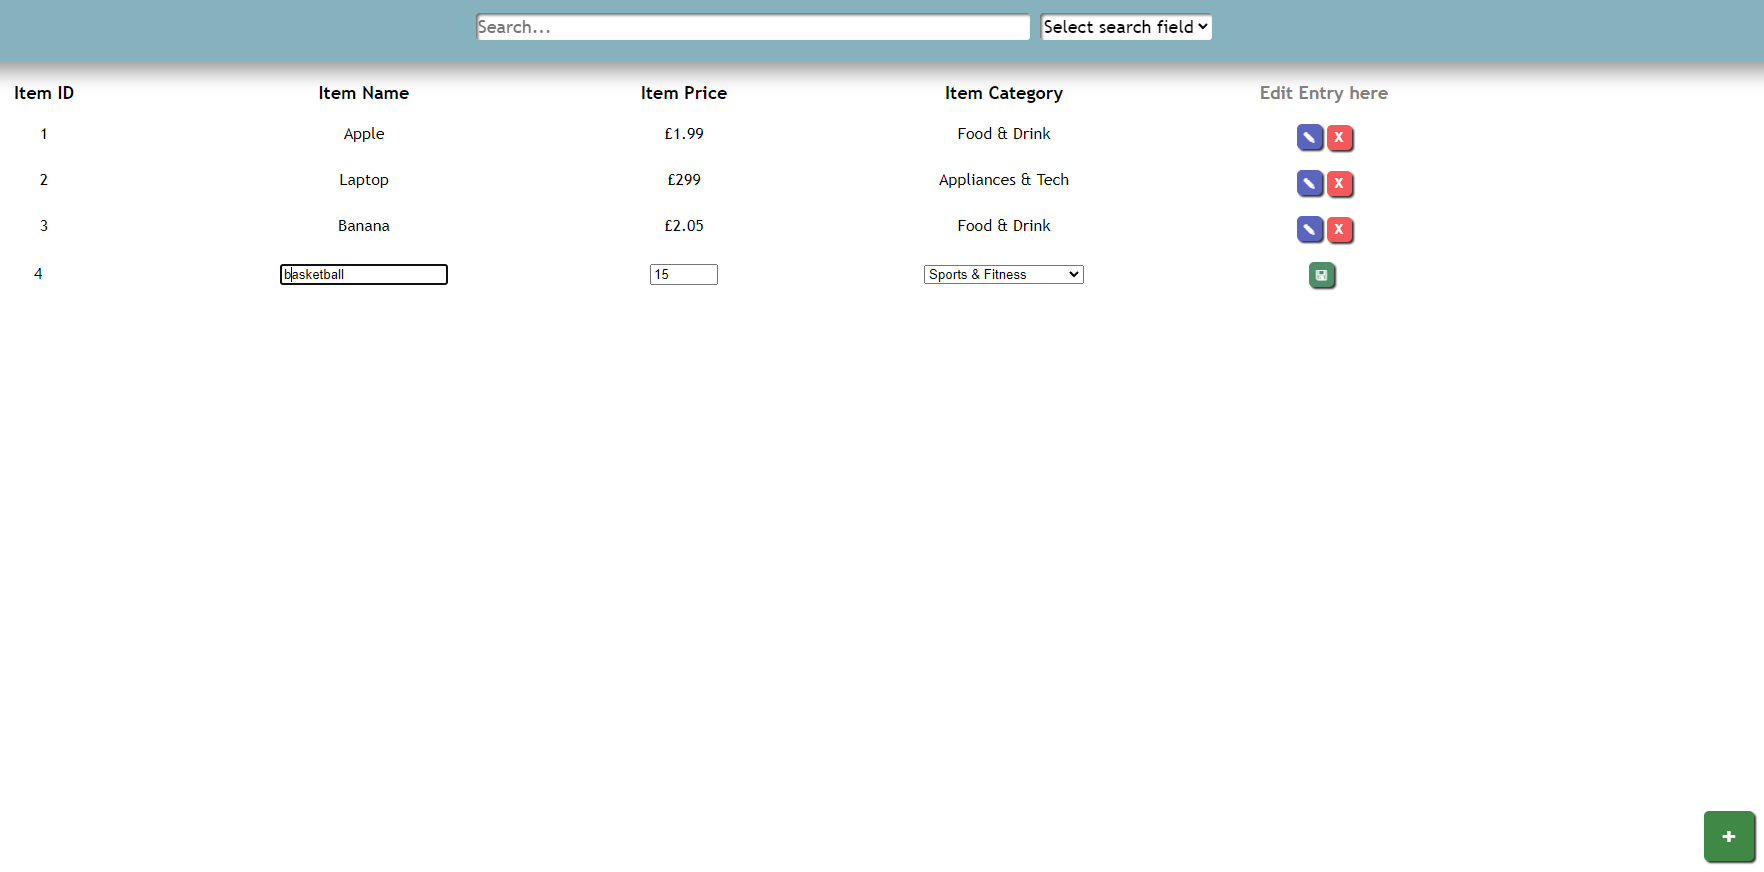 Search... Select search field
Item ID Item Name Item Price Item Category Edit Entry here
1 Apple £1.99 Food & Drink X
2 Laptop £299 Appliances & Tech X
3 Banana £2.05 Food & Drink X
4 basketball 15 Sports & Fitness
+